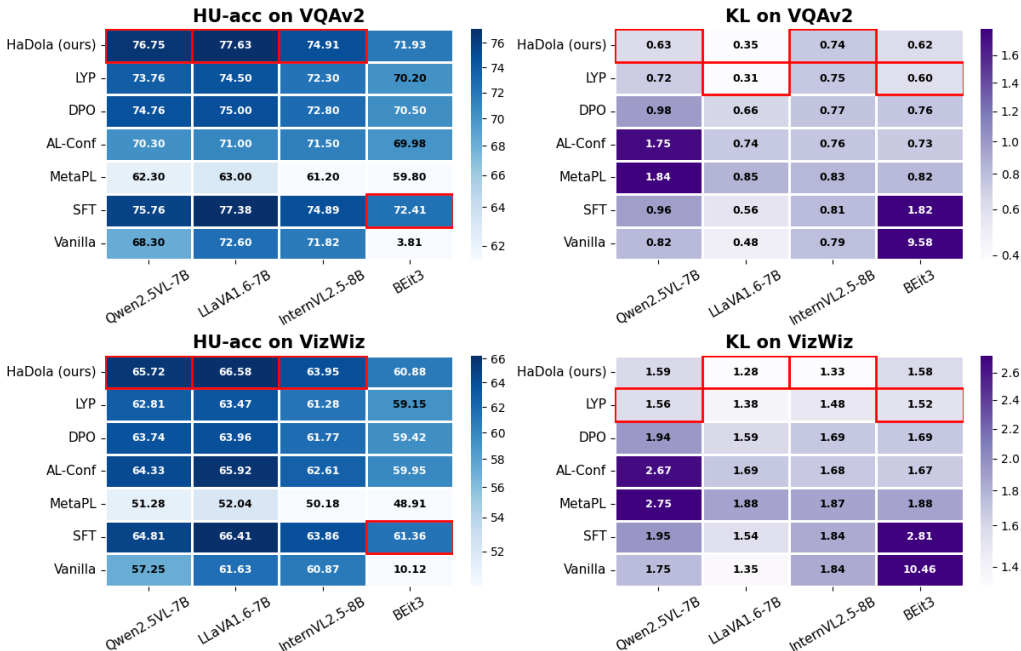 HU-acc on VQAv2
HaDola (ours) 76.75 77.63 74.91 71.93
LYP 73.76 74.50 72.30 70.20
DPO 74.76 75.00 72.80 70.50
AL-Conf 70.30 71.00 71.50 69.98
MetaPL 62.30 63.00 61.20 59.80
SFT 75.76 77.38 74.89 72.41
Vanilla 68.30 72.60 71.82 3.81
Qwen2.5VL-7B LLaVA1.6-7B InternVL2.5-8B BEit3
76
74
72
70
68
66
64
62
KL on VQAv2
HaDola (ours) 0.63 0.35 0.74 0.62
LYP 0.72 0.31 0.75 0.60
DPO 0.98 0.66 0.77 0.76
AL-Conf 1.75 0.74 0.76 0.73
MetaPL 1.84 0.85 0.83 0.82
SFT 0.96 0.56 0.81 1.82
Vanilla 0.82 0.48 0.79 9.58
Qwen2.5VL-7B LLaVA1.6-7B InternVL2.5-8B BEit3
1.6
1.4
1.2
1.0
0.8
0.6
0.4
HU-acc on VizWiz
HaDola (ours) 65.72 66.58 63.95 60.88
LYP 62.81 63.47 61.28 59.15
DPO 63.74 63.96 61.77 59.42
AL-Conf 64.33 65.92 62.61 59.95
MetaPL 51.28 52.04 50.18 48.91
SFT 64.81 66.41 63.86 61.36
Vanilla 57.25 61.63 60.87 10.12
Qwen2.5VL-7B LLaVA1.6-7B InternVL2.5-8B BEit3
66
64
62
60
58
56
54
52
KL on VizWiz
HaDola (ours) 1.59 1.28 1.33 1.58
LYP 1.56 1.38 1.48 1.52
DPO 1.94 1.59 1.69 1.69
AL-Conf 2.67 1.69 1.68 1.67
MetaPL 2.75 1.88 1.87 1.88
SFT 1.95 1.54 1.84 2.81
Vanilla 1.75 1.35 1.84 10.46
Qwen2.5VL-7B LLaVA1.6-7B InternVL2.5-8B BEit3
2.6
2.4
2.2
2.0
1.8
1.6
1.4